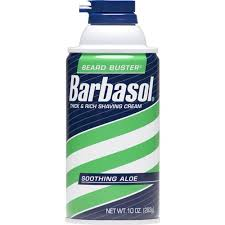 BEARD BUSTER®
Barbasol®
THICK & RICH SHAVING CREAM
SOOTHING ALOE
NET WT. 10 OZ. (283g)